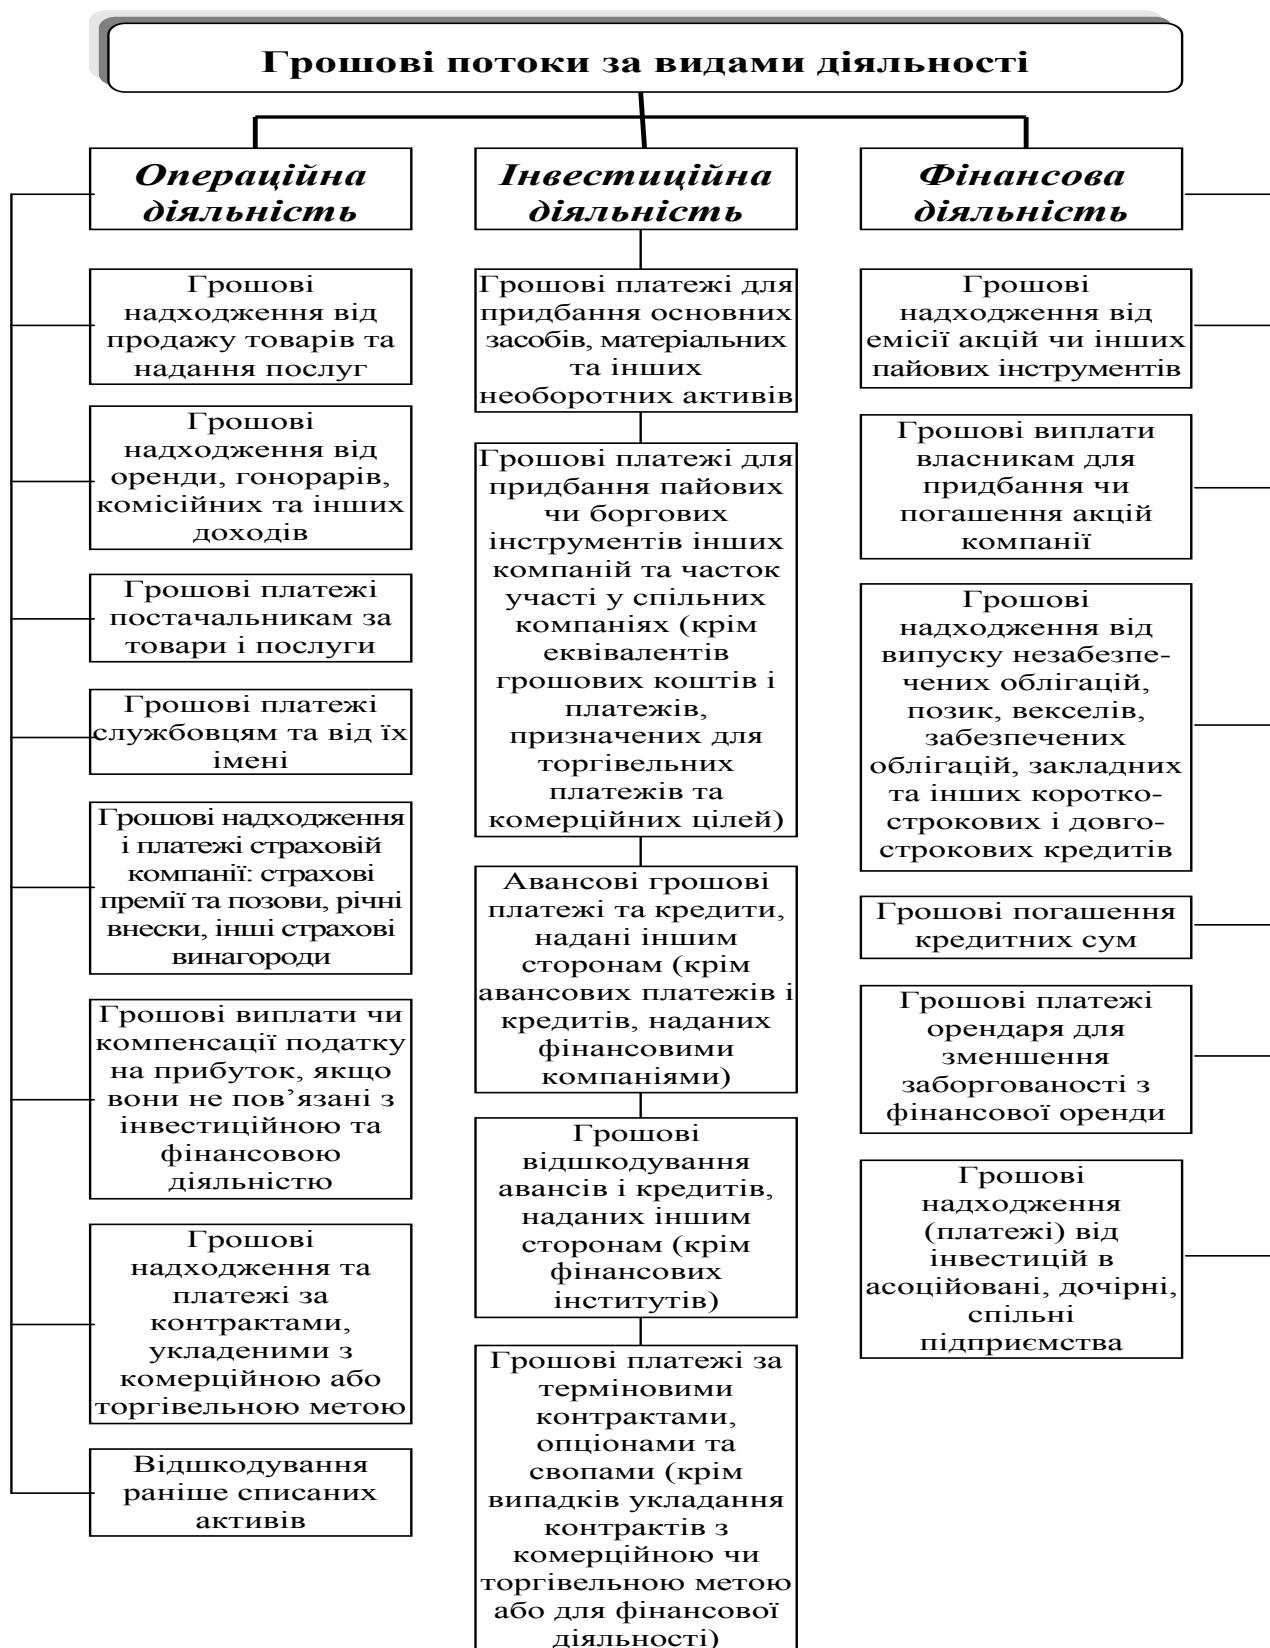 Грошові потоки за видами діяльності
Операційна
діяльність
Грошові
надходження від
продажу товарів та
надання послуг
Грошові
надходження від
оренди, гонорарів,
комісійних та інших
доходів
Грошові платежі
постачальникам за
товари і послуги
Грошові платежі
службовцям та від їх
імені
Грошові надходження
і платежі страховій
компанії: страхові
премії та позови, річні
внески, інші страхові
винагороди
Грошові виплати чи
компенсації податку
на прибуток, якщо
вони не пов’язані з
інвестиційною та
фінансовою
діяльністю
Грошові
надходження та
платежі за
контрактами,
укладеними з
комерційною або
торгівельною метою
Відшкодування
раніше списаних
активів
Інвестиційна
діяльність
Грошові платежі для
придбання основних
засобів, матеріальних
та інших
необоротних активів
Грошові платежі для
придбання пайових
чи боргових
інструментів інших
компаній та часток
участі у спільних
компаніях (крім
еквівалентів
грошових коштів і
платежів,
призначених для
торгівельних
платежів та
комерційних цілей)
Авансові грошові
платежі та кредити,
надані іншим
сторонам (крім
авансових платежів і
кредитів, наданих
фінансовими
компаніями)
Грошові
відшкодування
авансів і кредитів,
наданих іншим
сторонам (крім
фінансових
інститутів)
Грошові платежі за
терміновими
контрактами,
опціонами та
свопами (крім
випадків укладання
контрактів з
комерційною чи
торгівельною метою
або для фінансової
діяльності)
Фінансова
діяльність
Грошові
надходження від
емісії акцій чи інших
пайових інструментів
Грошові виплати
власникам для
придбання чи
погашення акцій
компанії
Грошові
надходження від
випуску незабезпе-
чених облігацій,
позик, векселів,
забезпечених
облігацій, закладних
та інших коротко-
строкових і довго-
строкових кредитів
Грошові погашення
кредитних сум
Грошові платежі
орендаря для
зменшення
заборгованості з
фінансової оренди
Грошові
надходження
(платежі) від
інвестицій в
асоційовані, дочірні,
спільні
підприємства